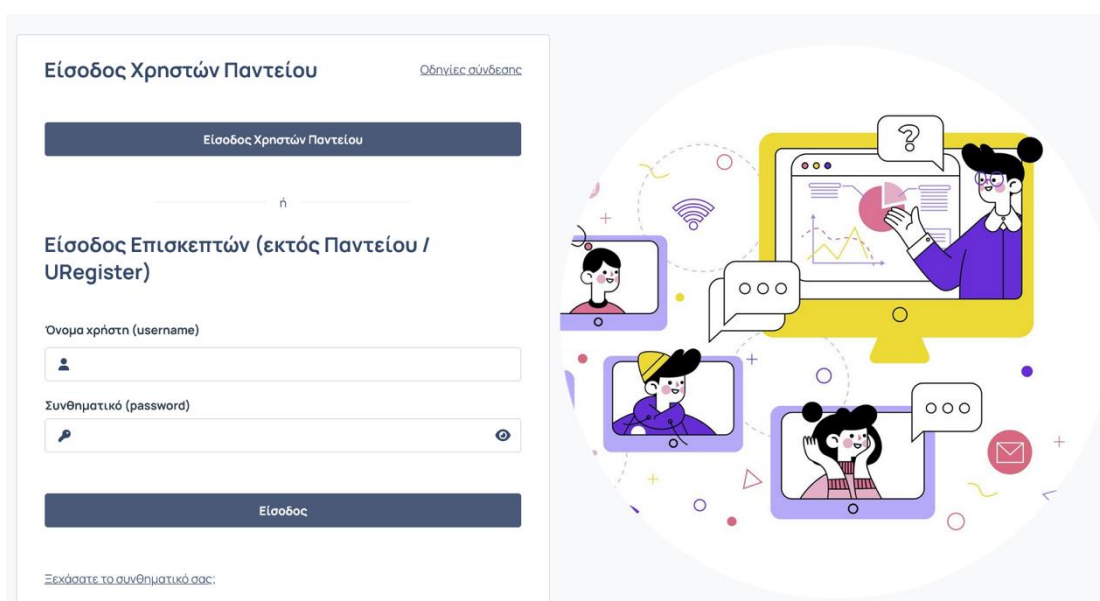 Είσοδος Χρηστών Παντείου
Οδηγίες σύνδεσης
Είσοδος Χρηστών Παντείου
ή
Είσοδος Επισκεπτών (εκτός Παντείου /
URegister)
Όνομα χρήστη (username)
Συνθηματικό (password)
Είσοδος
Ξεχάσατε το συνθηματικό σας;
?